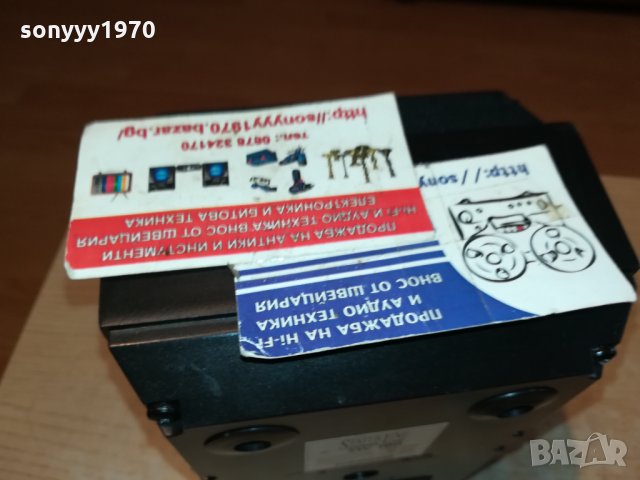 sonyyy1970
http://sonyyy1970.bazar.bg/
тел.: 0878 324170
ПРОДАЖБА НА АНТИКИ И ИНСТРУМЕНТИ
Hi-Fi И АУДИО ТЕХНИКА ВНОС ОТ ШВЕЙЦАРИЯ
ЕЛЕКТРОНИКА И БИТОВА ТЕХНИКА
http://sony
ПРОДАЖБА НА Hi-Fi
И АУДИО ТЕХНИКА
ВНОС ОТ ШВЕЙЦАРИЯ
BAZAR